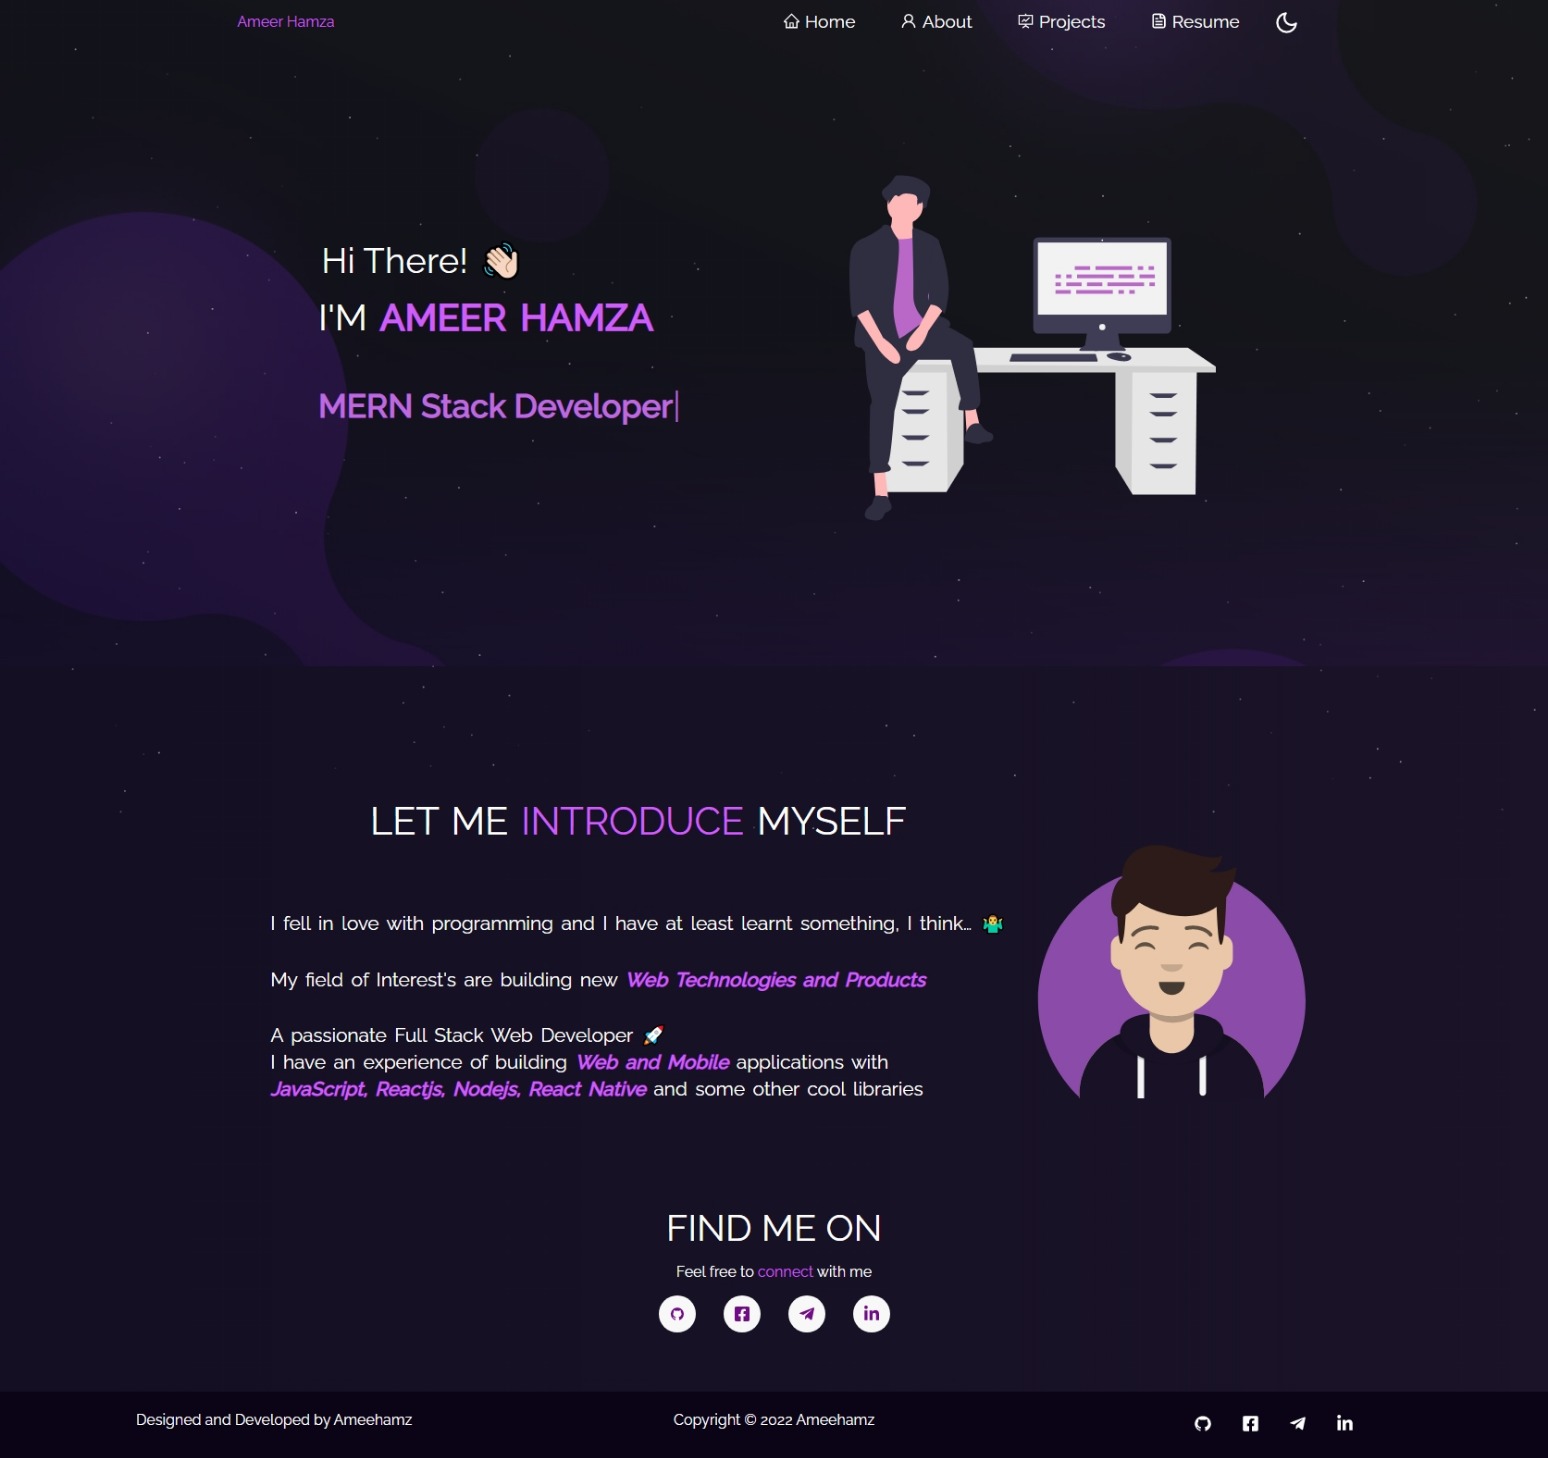 Ameer Hamza
Home About Projects Resume
Hi There! 👋🏻
I'M AMEER HAMZA
MERN Stack Developer|
LET ME INTRODUCE MYSELF
I fell in love with programming and I have at least learnt something, I think… 🤷‍♂️
My field of Interest's are building new Web Technologies and Products
A passionate Full Stack Web Developer 🚀
I have an experience of building Web and Mobile applications with
JavaScript, Reactjs, Nodejs, React Native and some other cool libraries
FIND ME ON
Feel free to connect with me
Designed and Developed by Ameehamz
Copyright © 2022 Ameehamz